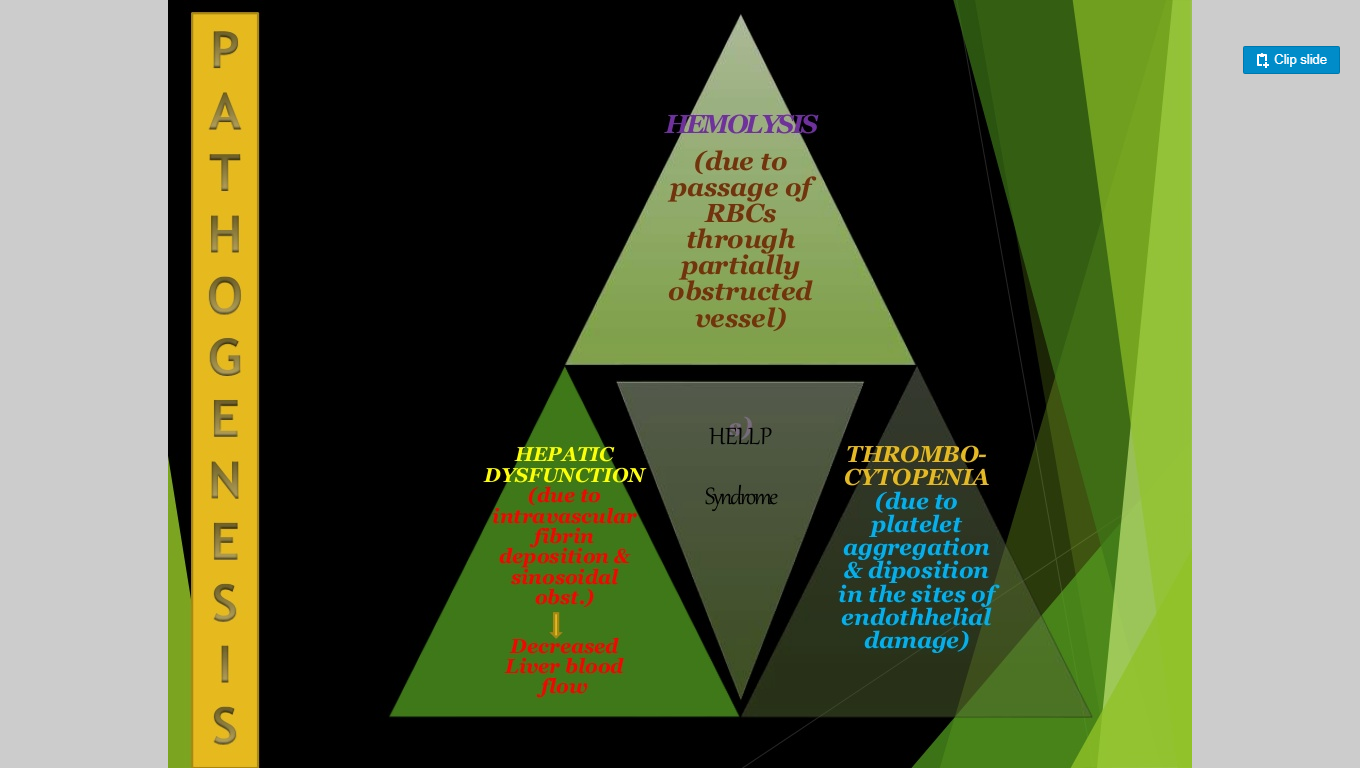 PATHOGENESIS
Clip slide
HEMOLYSIS
(due to
passage of
RBCs
through
partially
obstructed
vessel)
HEPATIC
DYSFUNCTION
(due to
intravascular
fibrin
deposition &
sinosoidal
obst.)
Decreased
Liver blood
flow
HELLP
Syndrome
THROMBO-
CYTOPENIA
(due to
platelet
aggregation
& diposition
in the sites of
endothhelial
damage)